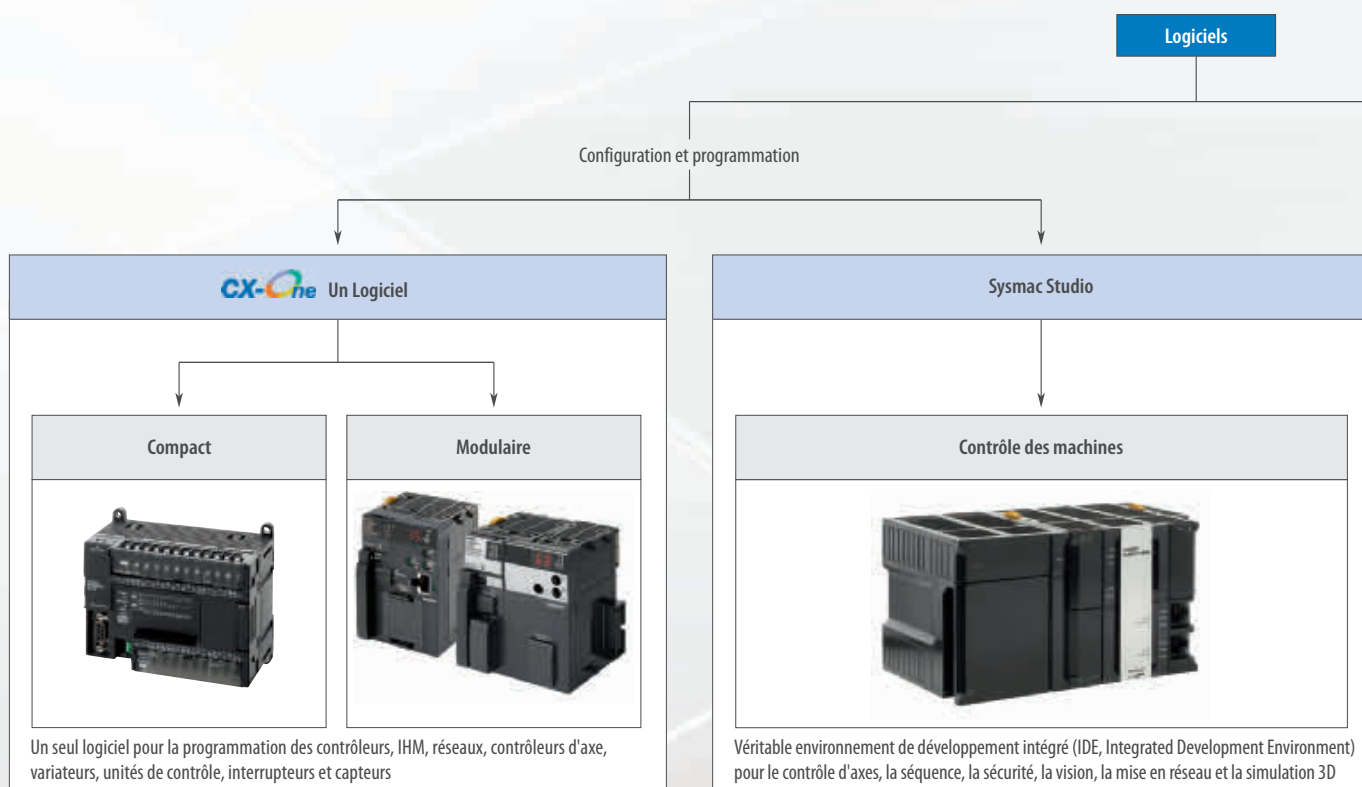 Logiciels
Configuration et programmation
CX-One Un Logiciel
Sysmac Studio
Compact
Modulaire
Contrôle des machines
Un seul logiciel pour la programmation des contrôleurs, IHM, réseaux, contrôleurs d'axe,
variateurs, unités de contrôle, interrupteurs et capteurs
Véritable environnement de développement intégré (IDE, Integrated Development Environment)
pour le contrôle d'axes, la séquence, la sécurité, la vision, la mise en réseau et la simulation 3D